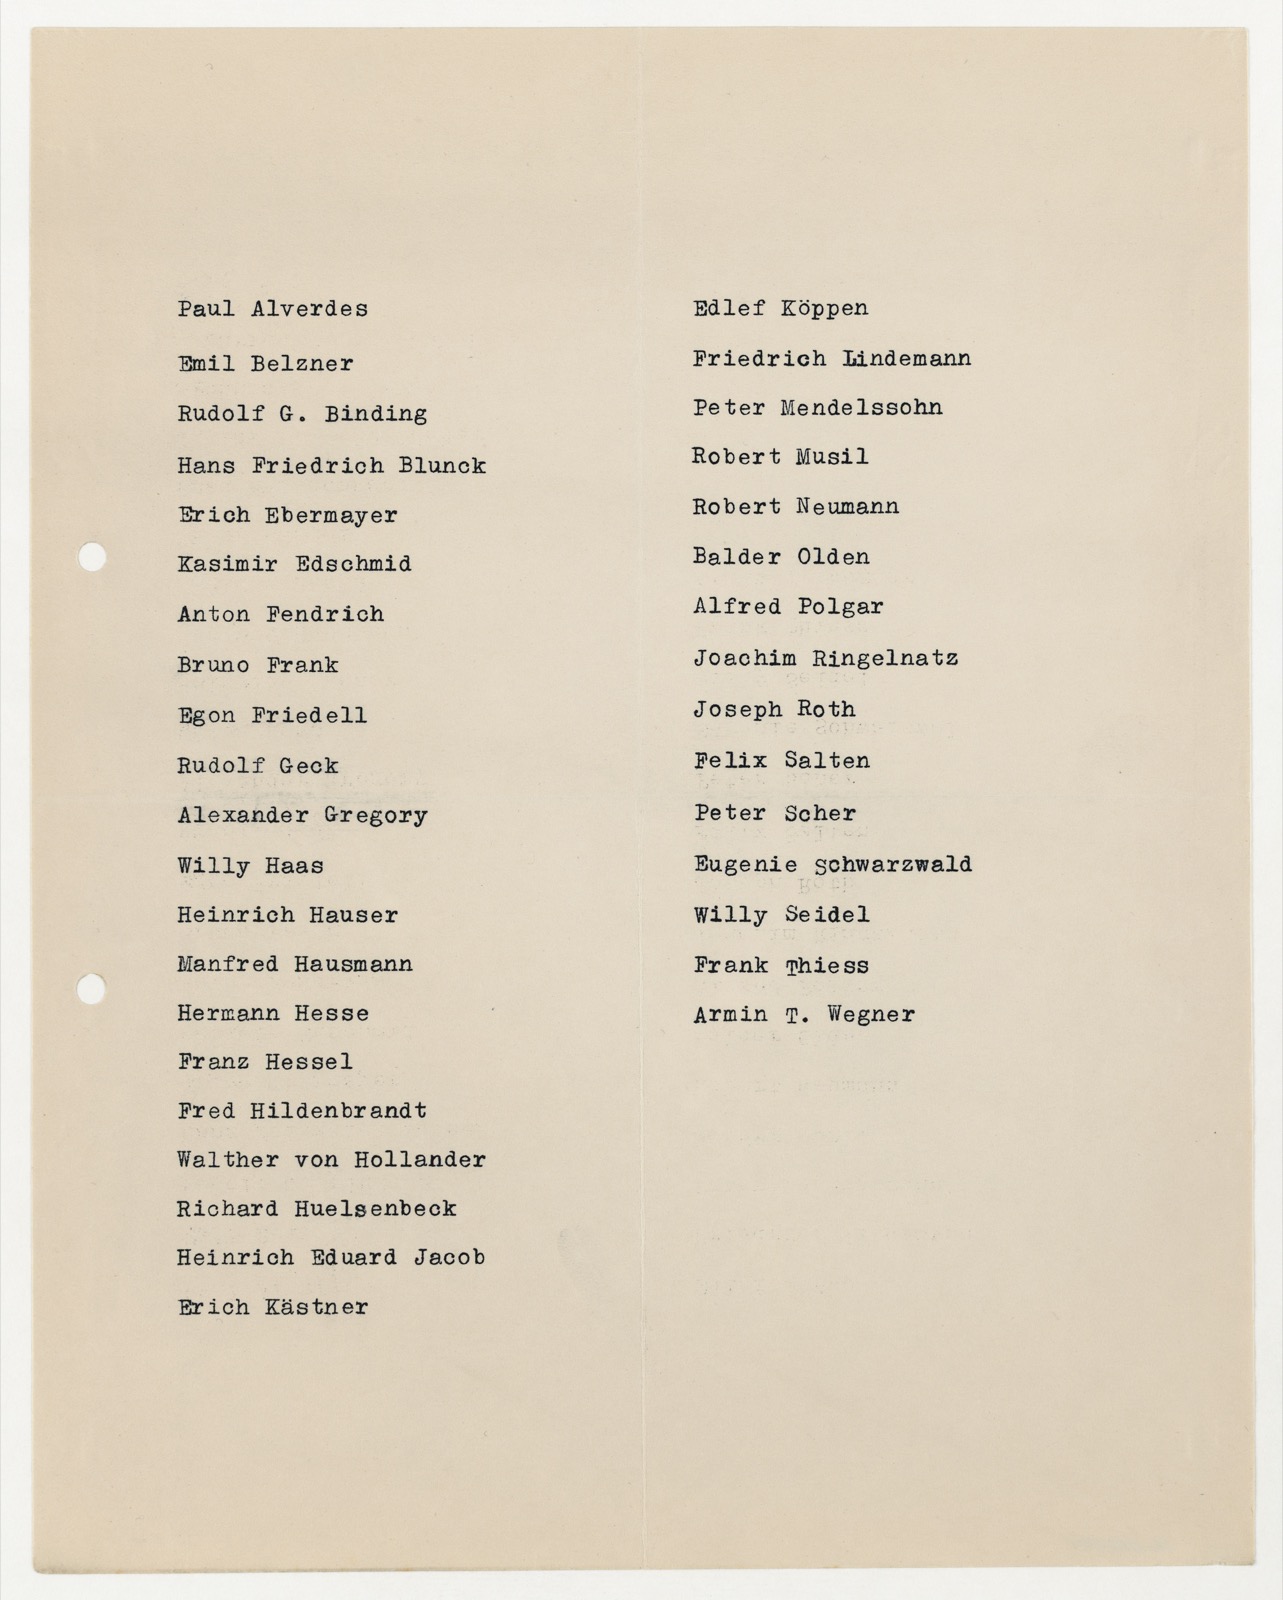 Paul Alverdes
Emil Belzner
Rudolf G. Binding
Hans Friedrich Blunck
Erich Ebermayer
Kasimir Edschmid
Anton Fendrich
Bruno Frank
Egon Friedell
Rudolf Geck
Alexander Gregory
Willy Haas
Heinrich Hauser
Manfred Hausmann
Hermann Hesse
Franz Hessel
Fred Hildenbrandt
Walther von Hollander
Richard Huelsenbeck
Heinrich Eduard Jacob
Erich Kästner
Edlef Köppen
Friedrich Lindemann
Peter Mendelssohn
Robert Musil
Robert Neumann
Balder Olden
Alfred Polgar
Joachim Ringelnatz
Joseph Roth
Felix Salten
Peter Scher
Eugenie Schwarzwald
Willy Seidel
Frank Thiess
Armin T. Wegner